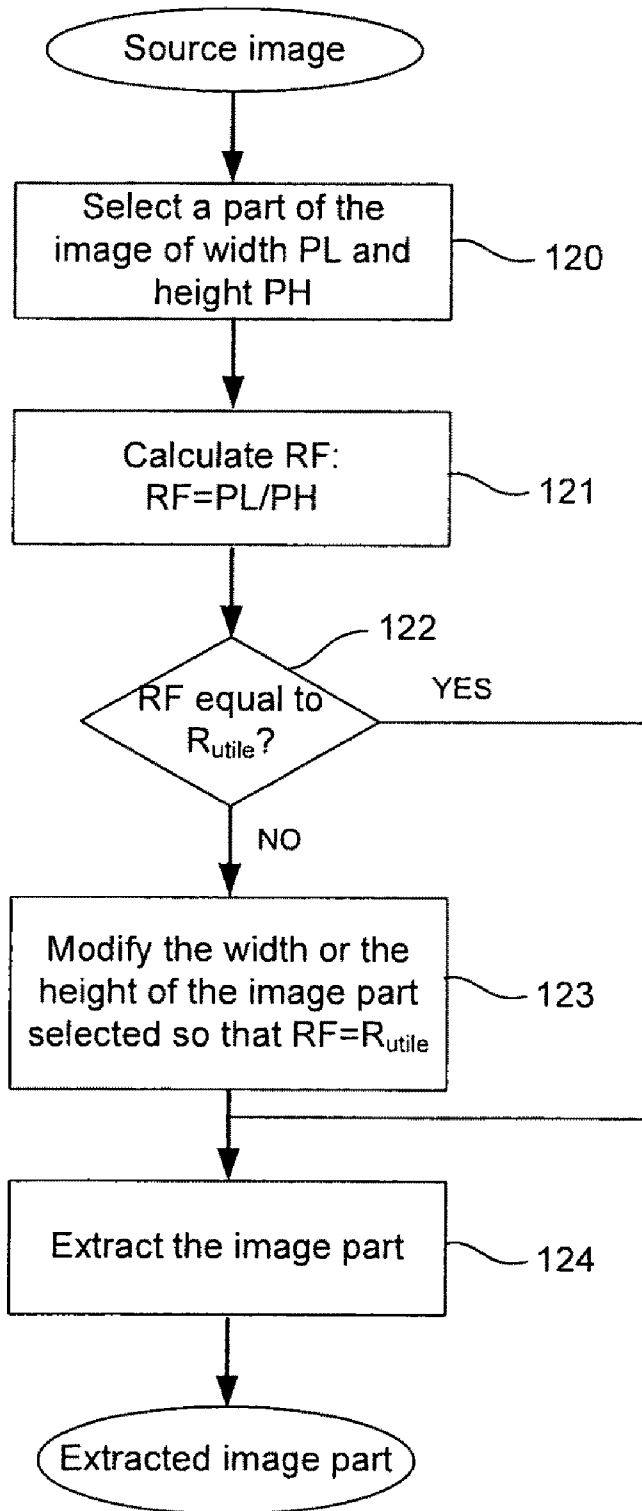 Source image
Select a part of the
image of width PL and
height PH
120
Calculate RF:
RF=PL/PH
121
122
RF equal to
R_utile?
YES
NO
Modify the width or the
height of the image part
selected so that RF=R_utile
123
Extract the image part
124
Extracted image part